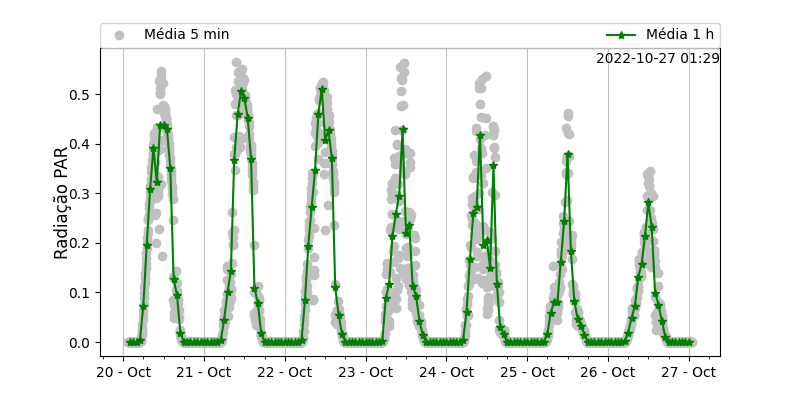 Média 5 min
Média 1 h
2022-10-27 01:29
Radiação PAR
0.5
0.4
0.3
0.2
0.1
0.0
20 - Oct
21 - Oct
22 - Oct
23 - Oct
24 - Oct
25 - Oct
26 - Oct
27 - Oct